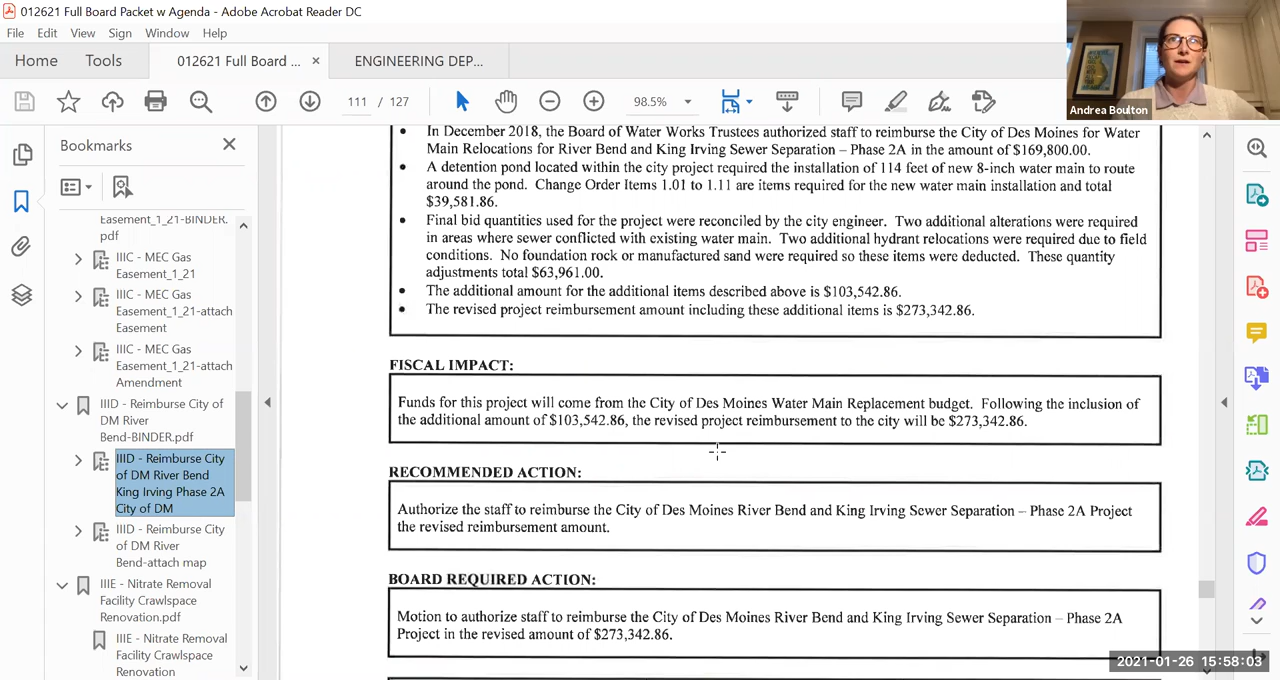 012621 Full Board Packet w Agenda - Adobe Acrobat Reader DC
File Edit View Sign Window Help
Home Tools 012621 Full Board ... × ENGINEERING DEP...
111 / 127 98.5%
Andrea Boulton
Bookmarks
Easement_1_21-BINDER.
pdf
IIIC - MEC Gas
Easement_1_21
IIIC - MEC Gas
Easement_1_21-attach
Easement
IIIC - MEC Gas
Easement_1_21-attach
Amendment
IIID - Reimburse City of
DM River
Bend-BINDER.pdf
IIID - Reimburse City
of DM River Bend
King Irving Phase 2A
City of DM
IIID - Reimburse City
of DM River
Bend-attach map
IIIE - Nitrate Removal
Facility Crawlspace
Renovation.pdf
IIIE - Nitrate Removal
Facility Crawlspace
Renovation
• In December 2018, the Board of Water Works Trustees authorized staff to reimburse the City of Des Moines for Water
Main Relocations for River Bend and King Irving Sewer Separation – Phase 2A in the amount of $169,800.00.
• A detention pond located within the city project required the installation of 114 feet of new 8-inch water main to route
around the pond. Change Order Items 1.01 to 1.11 are items required for the new water main installation and total
$39,581.86.
• Final bid quantities used for the project were reconciled by the city engineer. Two additional alterations were required
in areas where sewer conflicted with existing water main. Two additional hydrant relocations were required due to field
conditions. No foundation rock or manufactured sand were required so these items were deducted. These quantity
adjustments total $63,961.00.
• The additional amount for the additional items described above is $103,542.86.
• The revised project reimbursement amount including these additional items is $273,342.86.
FISCAL IMPACT:
Funds for this project will come from the City of Des Moines Water Main Replacement budget. Following the inclusion of
the additional amount of $103,542.86, the revised project reimbursement to the city will be $273,342.86.
RECOMMENDED ACTION:
Authorize the staff to reimburse the City of Des Moines River Bend and King Irving Sewer Separation – Phase 2A Project
the revised reimbursement amount.
BOARD REQUIRED ACTION:
Motion to authorize staff to reimburse the City of Des Moines River Bend and King Irving Sewer Separation – Phase 2A
Project in the revised amount of $273,342.86.
2021-01-26 15:58:03